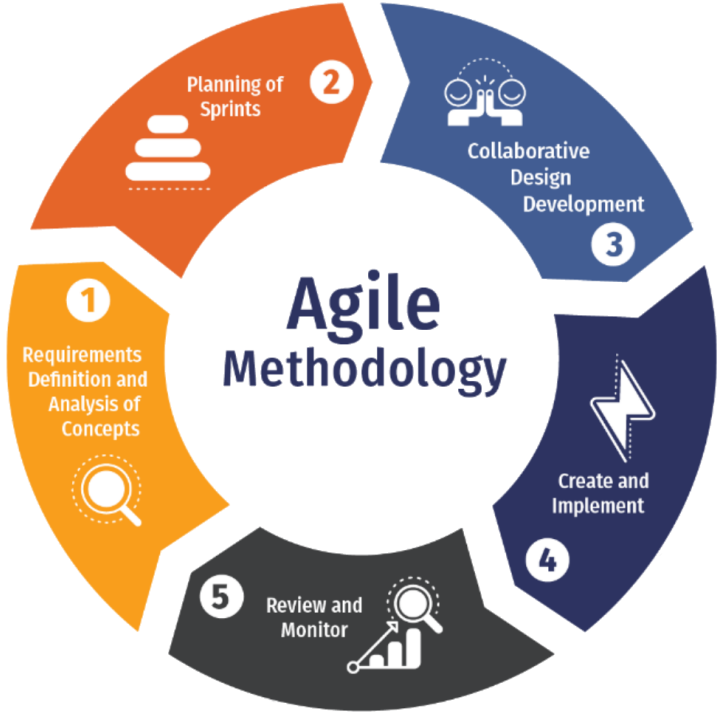 Agile
Methodology
1
Requirements
Definition and
Analysis of
Concepts
2
Planning of
Sprints
Collaborative
Design
Development
3
Create and
Implement
4
5
Review and
Monitor